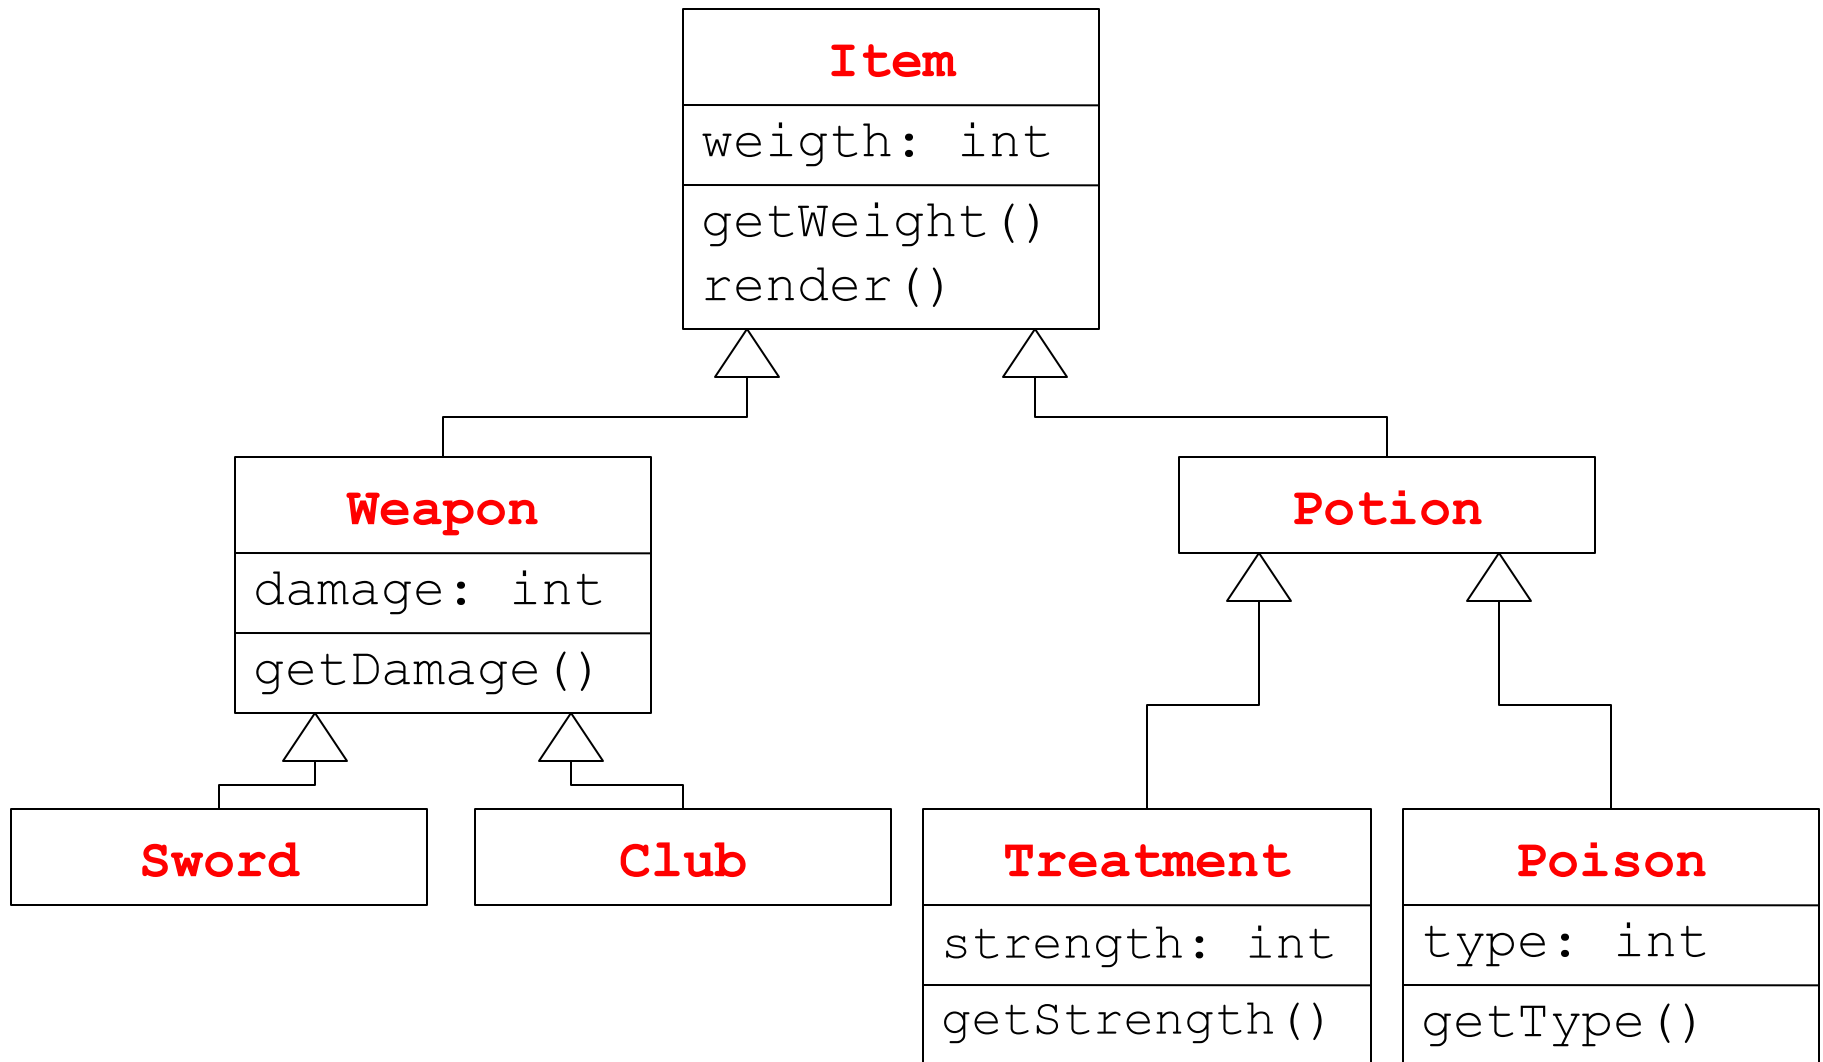 Item
weigth: int
getWeight()
render()
Weapon
damage: int
getDamage()
Potion
Sword
Club
Treatment
strength: int
getStrength()
Poison
type: int
getType()